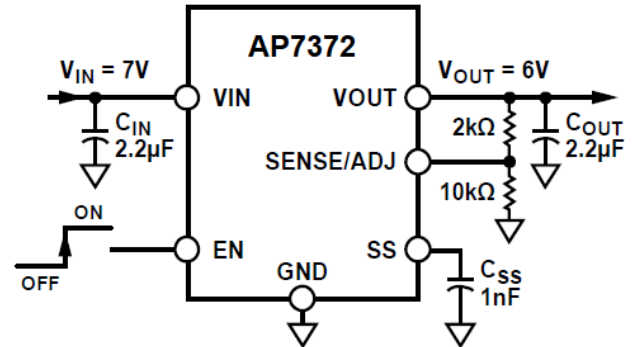 AP7372
V_IN = 7V
V_OUT = 6V
VIN
VOUT
C_IN
2.2µF
2kΩ
C_OUT
2.2µF
SENSE/ADJ
10kΩ
ON
OFF
EN
SS
GND
C_SS
1nF